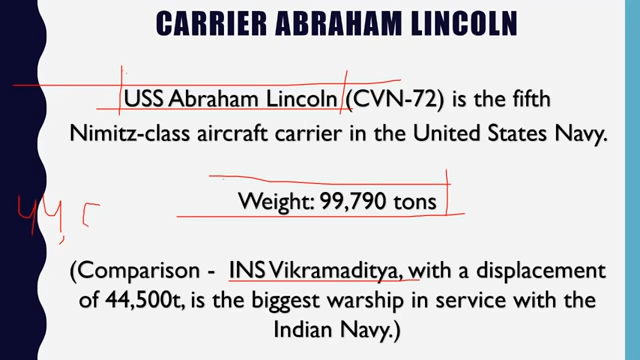 CARRIER ABRAHAM LINCOLN
USS Abraham Lincoln (CVN-72) is the fifth
Nimitz-class aircraft carrier in the United States Navy.
Weight: 99,790 tons
44,5
(Comparison - INS Vikramaditya, with a displacement
of 44,500t, is the biggest warship in service with the
Indian Navy.)